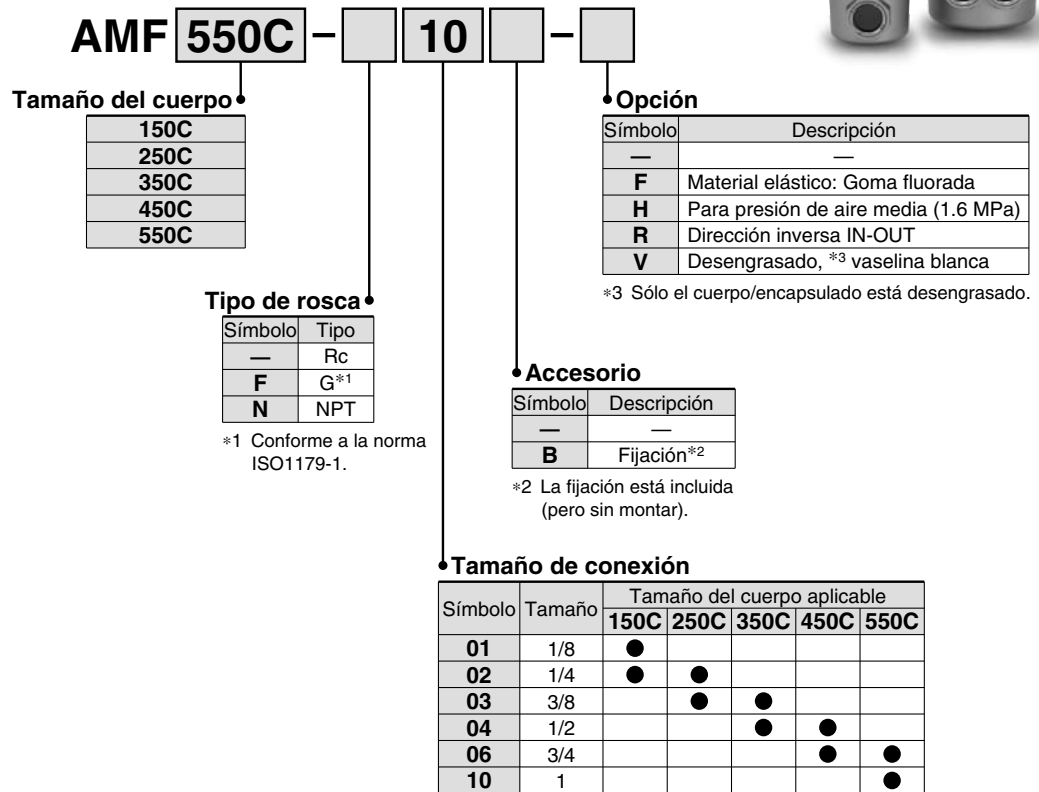 AMF 550C – 10 –
Tamaño del cuerpo
150C
250C
350C
450C
550C
Opción
Símbolo Descripción
— —
F Material elástico: Goma fluorada
H Para presión de aire media (1.6 MPa)
R Dirección inversa IN-OUT
V Desengrasado, *3 vaselina blanca
*3 Sólo el cuerpo/encapsulado está desengrasado.
Tipo de rosca
Símbolo Tipo
— Rc
F G*1
N NPT
*1 Conforme a la norma
ISO1179-1.
Accesorio
Símbolo Descripción
— —
B Fijación*2
*2 La fijación está incluida
(pero sin montar).
Tamaño de conexión
Símbolo Tamaño Tamaño del cuerpo aplicable
150C 250C 350C 450C 550C
01 1/8 ●
02 1/4 ● ●
03 3/8 ● ●
04 1/2 ● ●
06 3/4 ● ●
10 1 ●